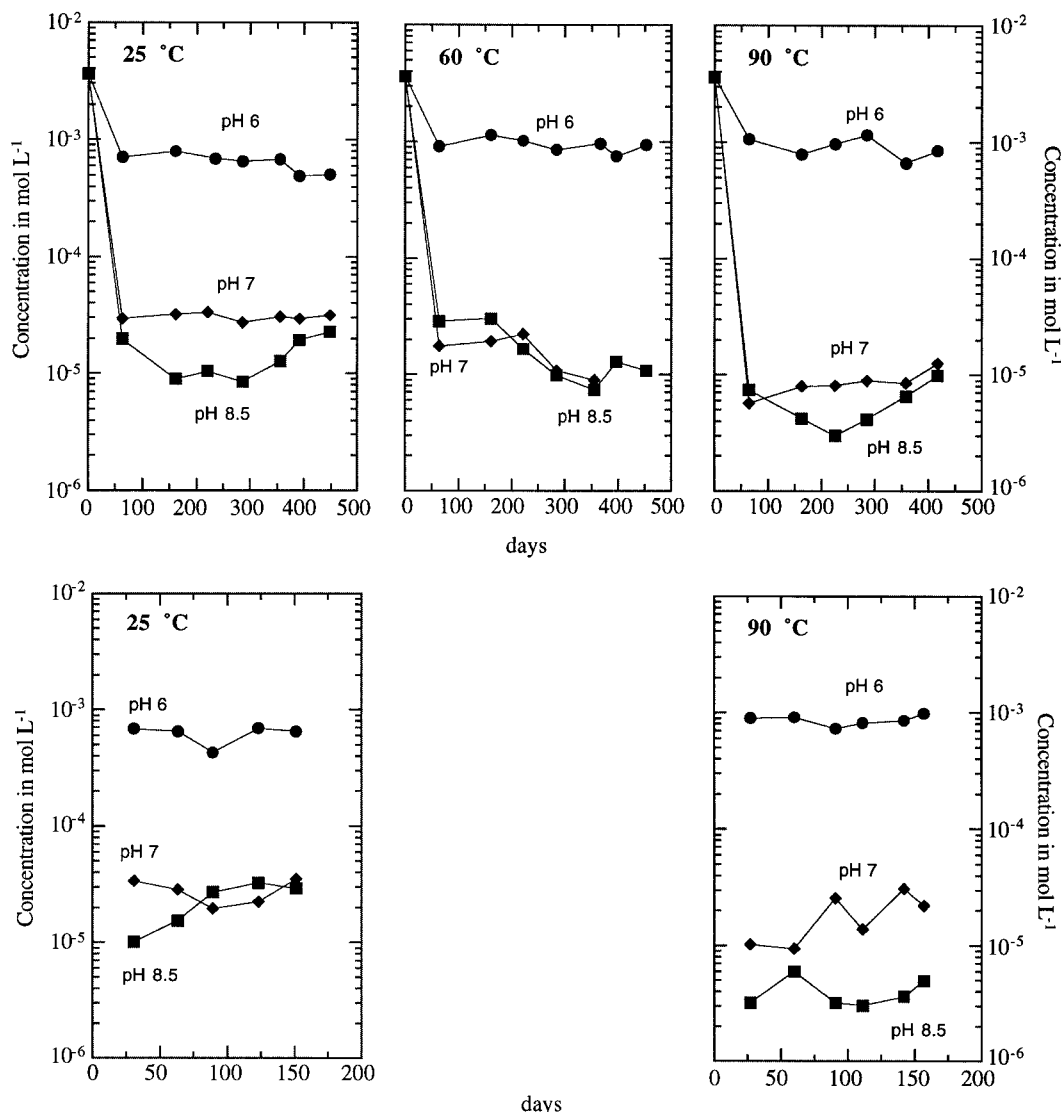 25 °C
60 °C
90 °C
10-2
10-3
10-4
10-5
10-6
Concentration in mol L-1
pH 6
pH 7
pH 8.5
0 100 200 300 400 500
pH 6
pH 7
pH 8.5
0 100 200 300 400 500
pH 6
pH 7
pH 8.5
0 100 200 300 400 500
10-2
10-3
10-4
10-5
10-6
Concentration in mol L-1
days
25 °C
90 °C
10-2
10-3
10-4
10-5
10-6
Concentration in mol L-1
pH 6
pH 7
pH 8.5
0 50 100 150 200
pH 6
pH 7
pH 8.5
0 50 100 150 200
10-2
10-3
10-4
10-5
10-6
Concentration in mol L-1
days